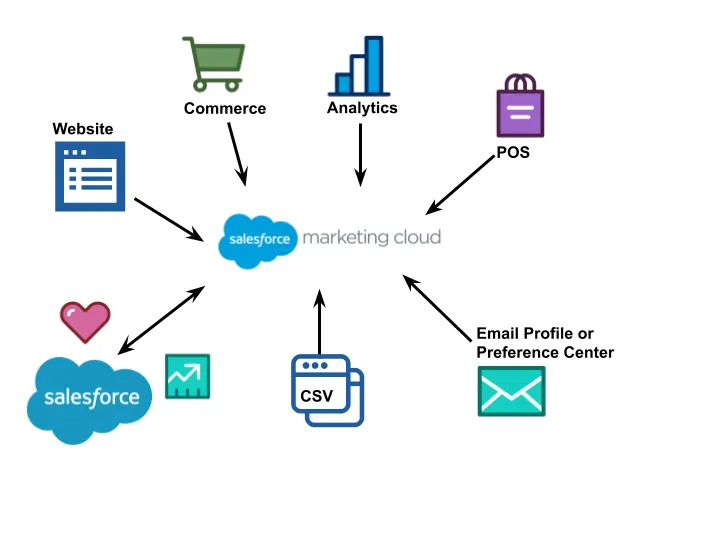 Commerce
Analytics
Website
POS
salesforce marketing cloud
Email Profile or
Preference Center
salesforce
CSV